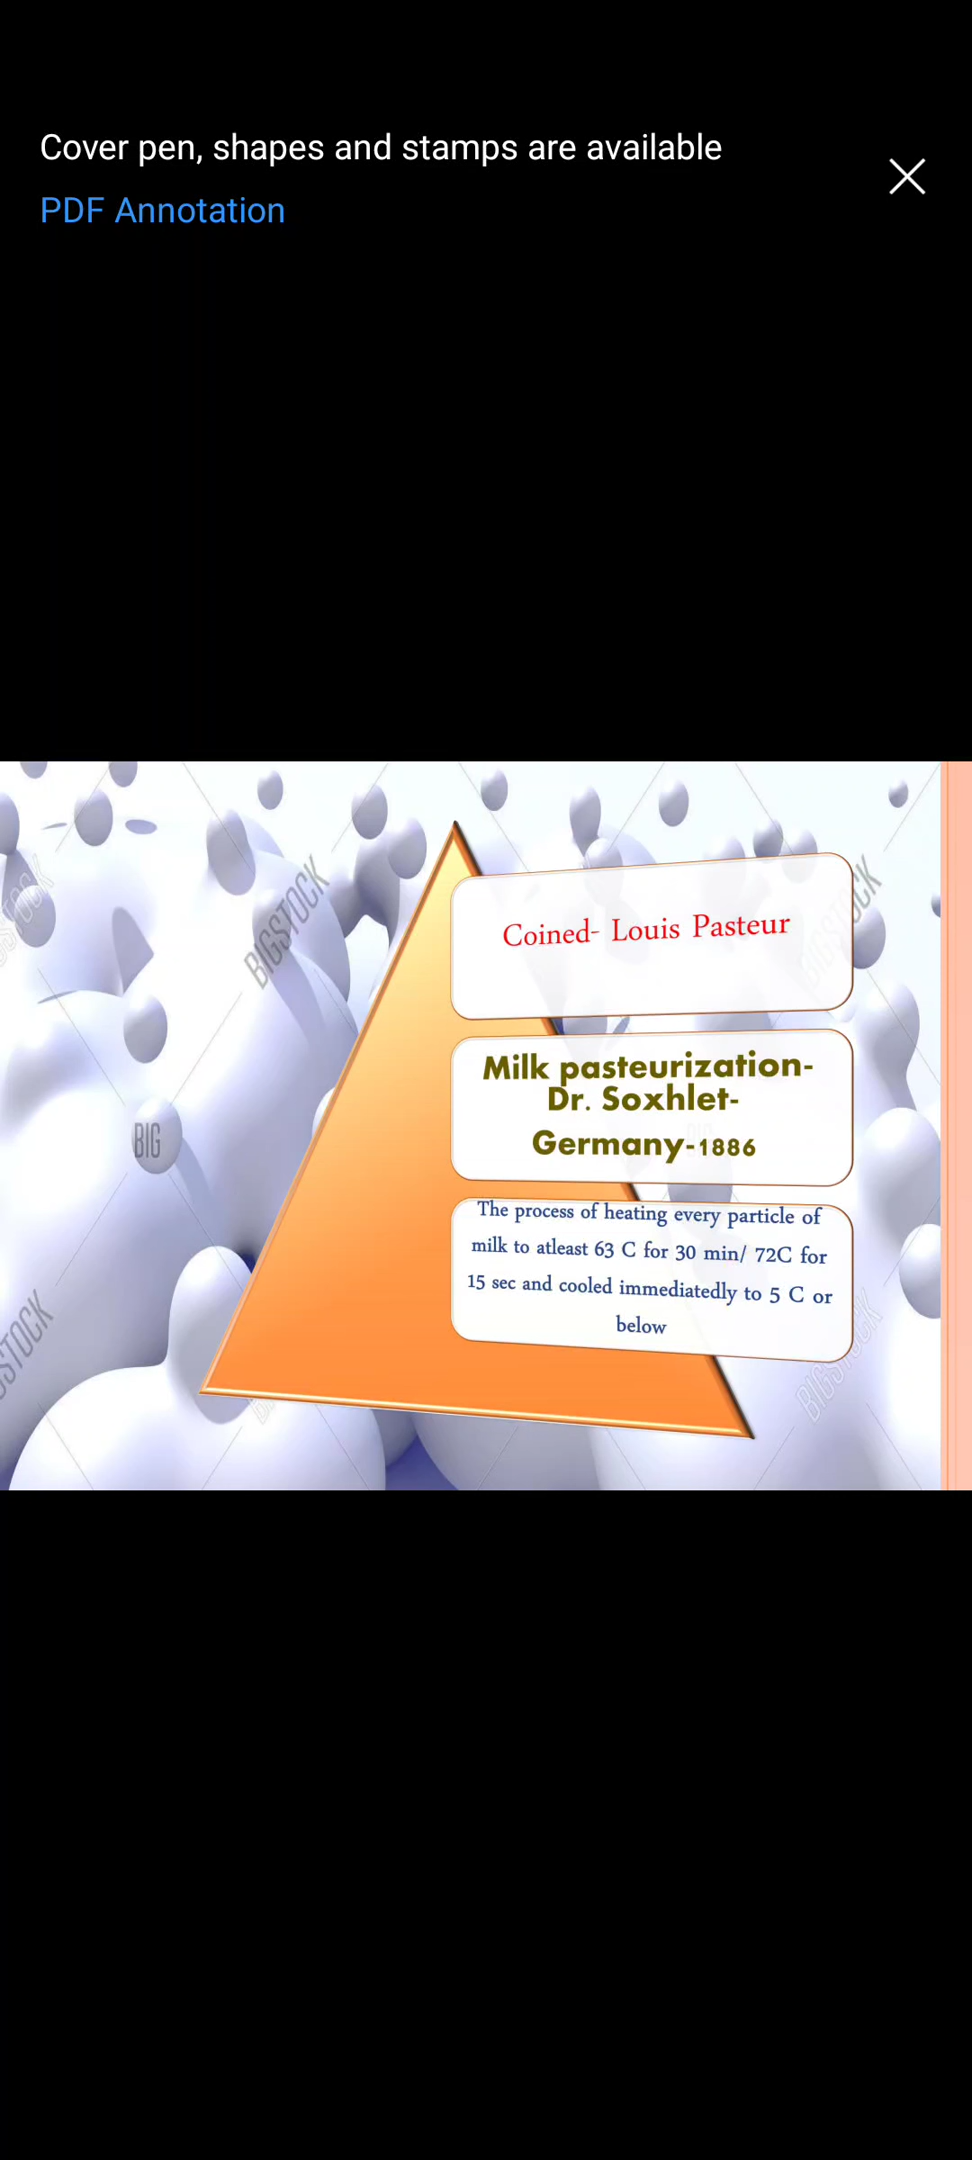 Cover pen, shapes and stamps are available
PDF Annotation
Coined- Louis Pasteur
Milk pasteurization-
Dr. Soxhlet-
Germany-1886
The process of heating every particle of
milk to atleast 63 C for 30 min/ 72C for
15 sec and cooled immediatedly to 5 C or
below
BIGSTOCK
BIG
STOCK
BIGSTOCK